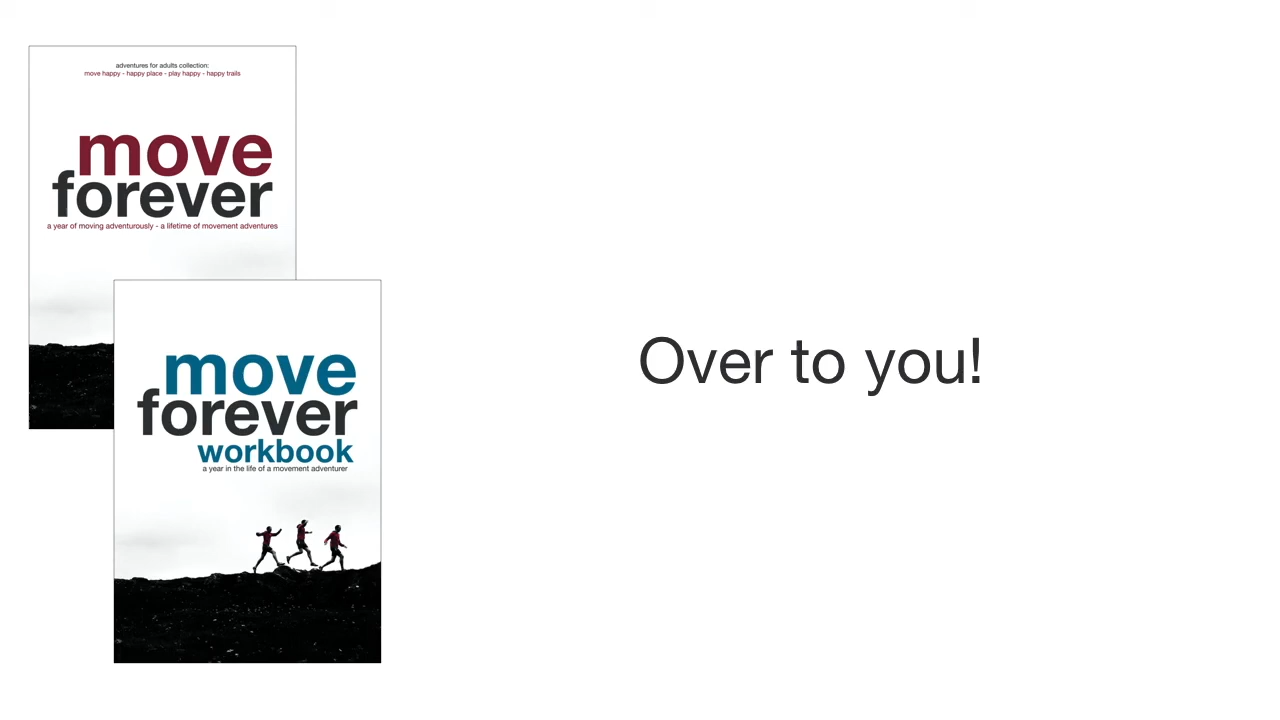 adventures for adults collection:
move happy - happy place - play happy - happy trails
move
forever
a year of moving adventurously - a lifetime of movement adventures
move
forever
workbook
a year in the life of a movement adventurer
Over to you!